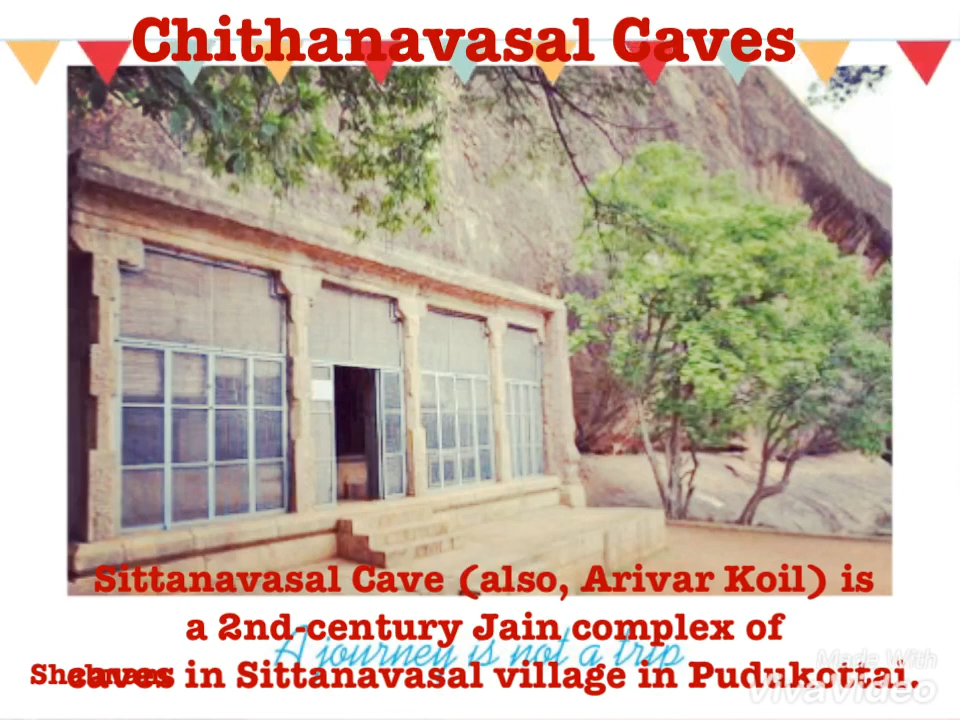 Chithanavasal Caves
Sittanavasal Cave (also, Arivar Koil) is
a 2nd-century Jain complex of
A journey is not a trip
caves in Sittanavasal village in Pudukottai.
Made With
VivaVideo